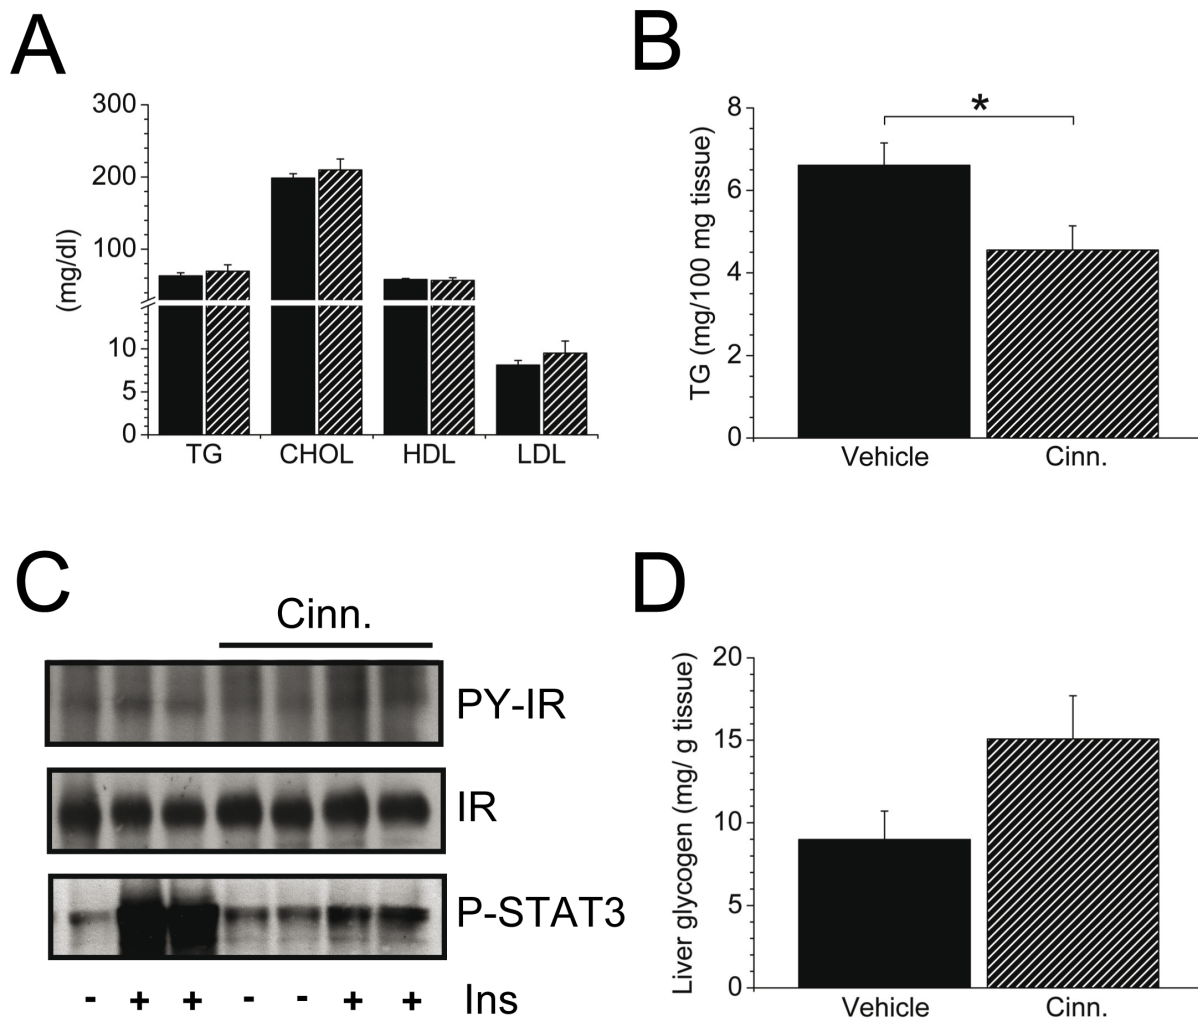 A
300
200
100
10
5
0
(mg/dl)
TG CHOL HDL LDL
B
*
8
6
4
2
0
TG (mg/100 mg tissue)
Vehicle Cinn.
C
Cinn.
PY-IR
IR
P-STAT3
- + + - - + + Ins
D
20
15
10
5
0
Liver glycogen (mg/ g tissue)
Vehicle Cinn.